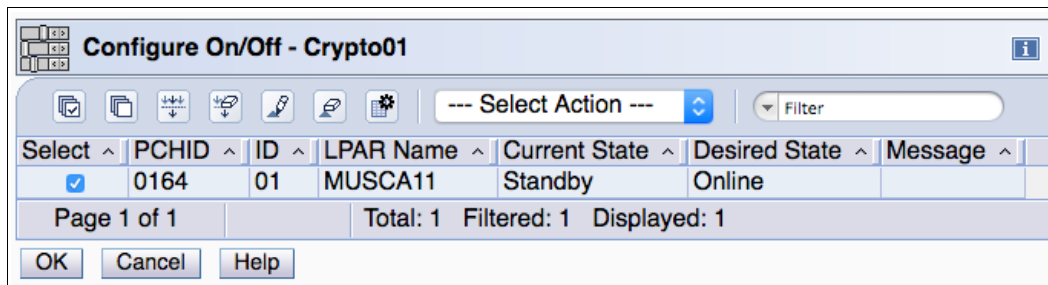 Configure On/Off - Crypto01
--- Select Action --- Filter
Select PCHID ID LPAR Name Current State Desired State Message
0164 01 MUSCA11 Standby Online
Page 1 of 1 Total: 1 Filtered: 1 Displayed: 1
OK Cancel Help